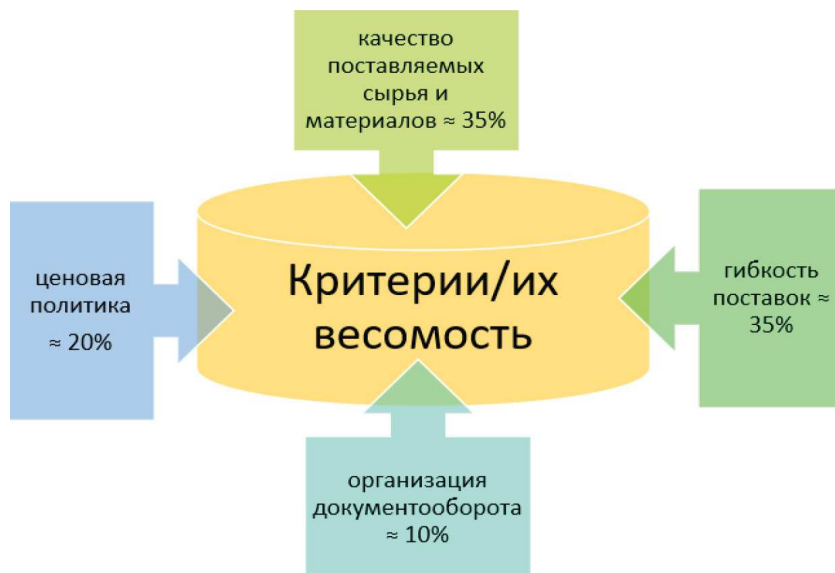 качество
поставляемых
сырья и
материалов ≈ 35%
ценовая
политика
≈ 20%
Критерии/их
весомость
гибкость
поставок ≈
35%
организация
документооборота
≈ 10%